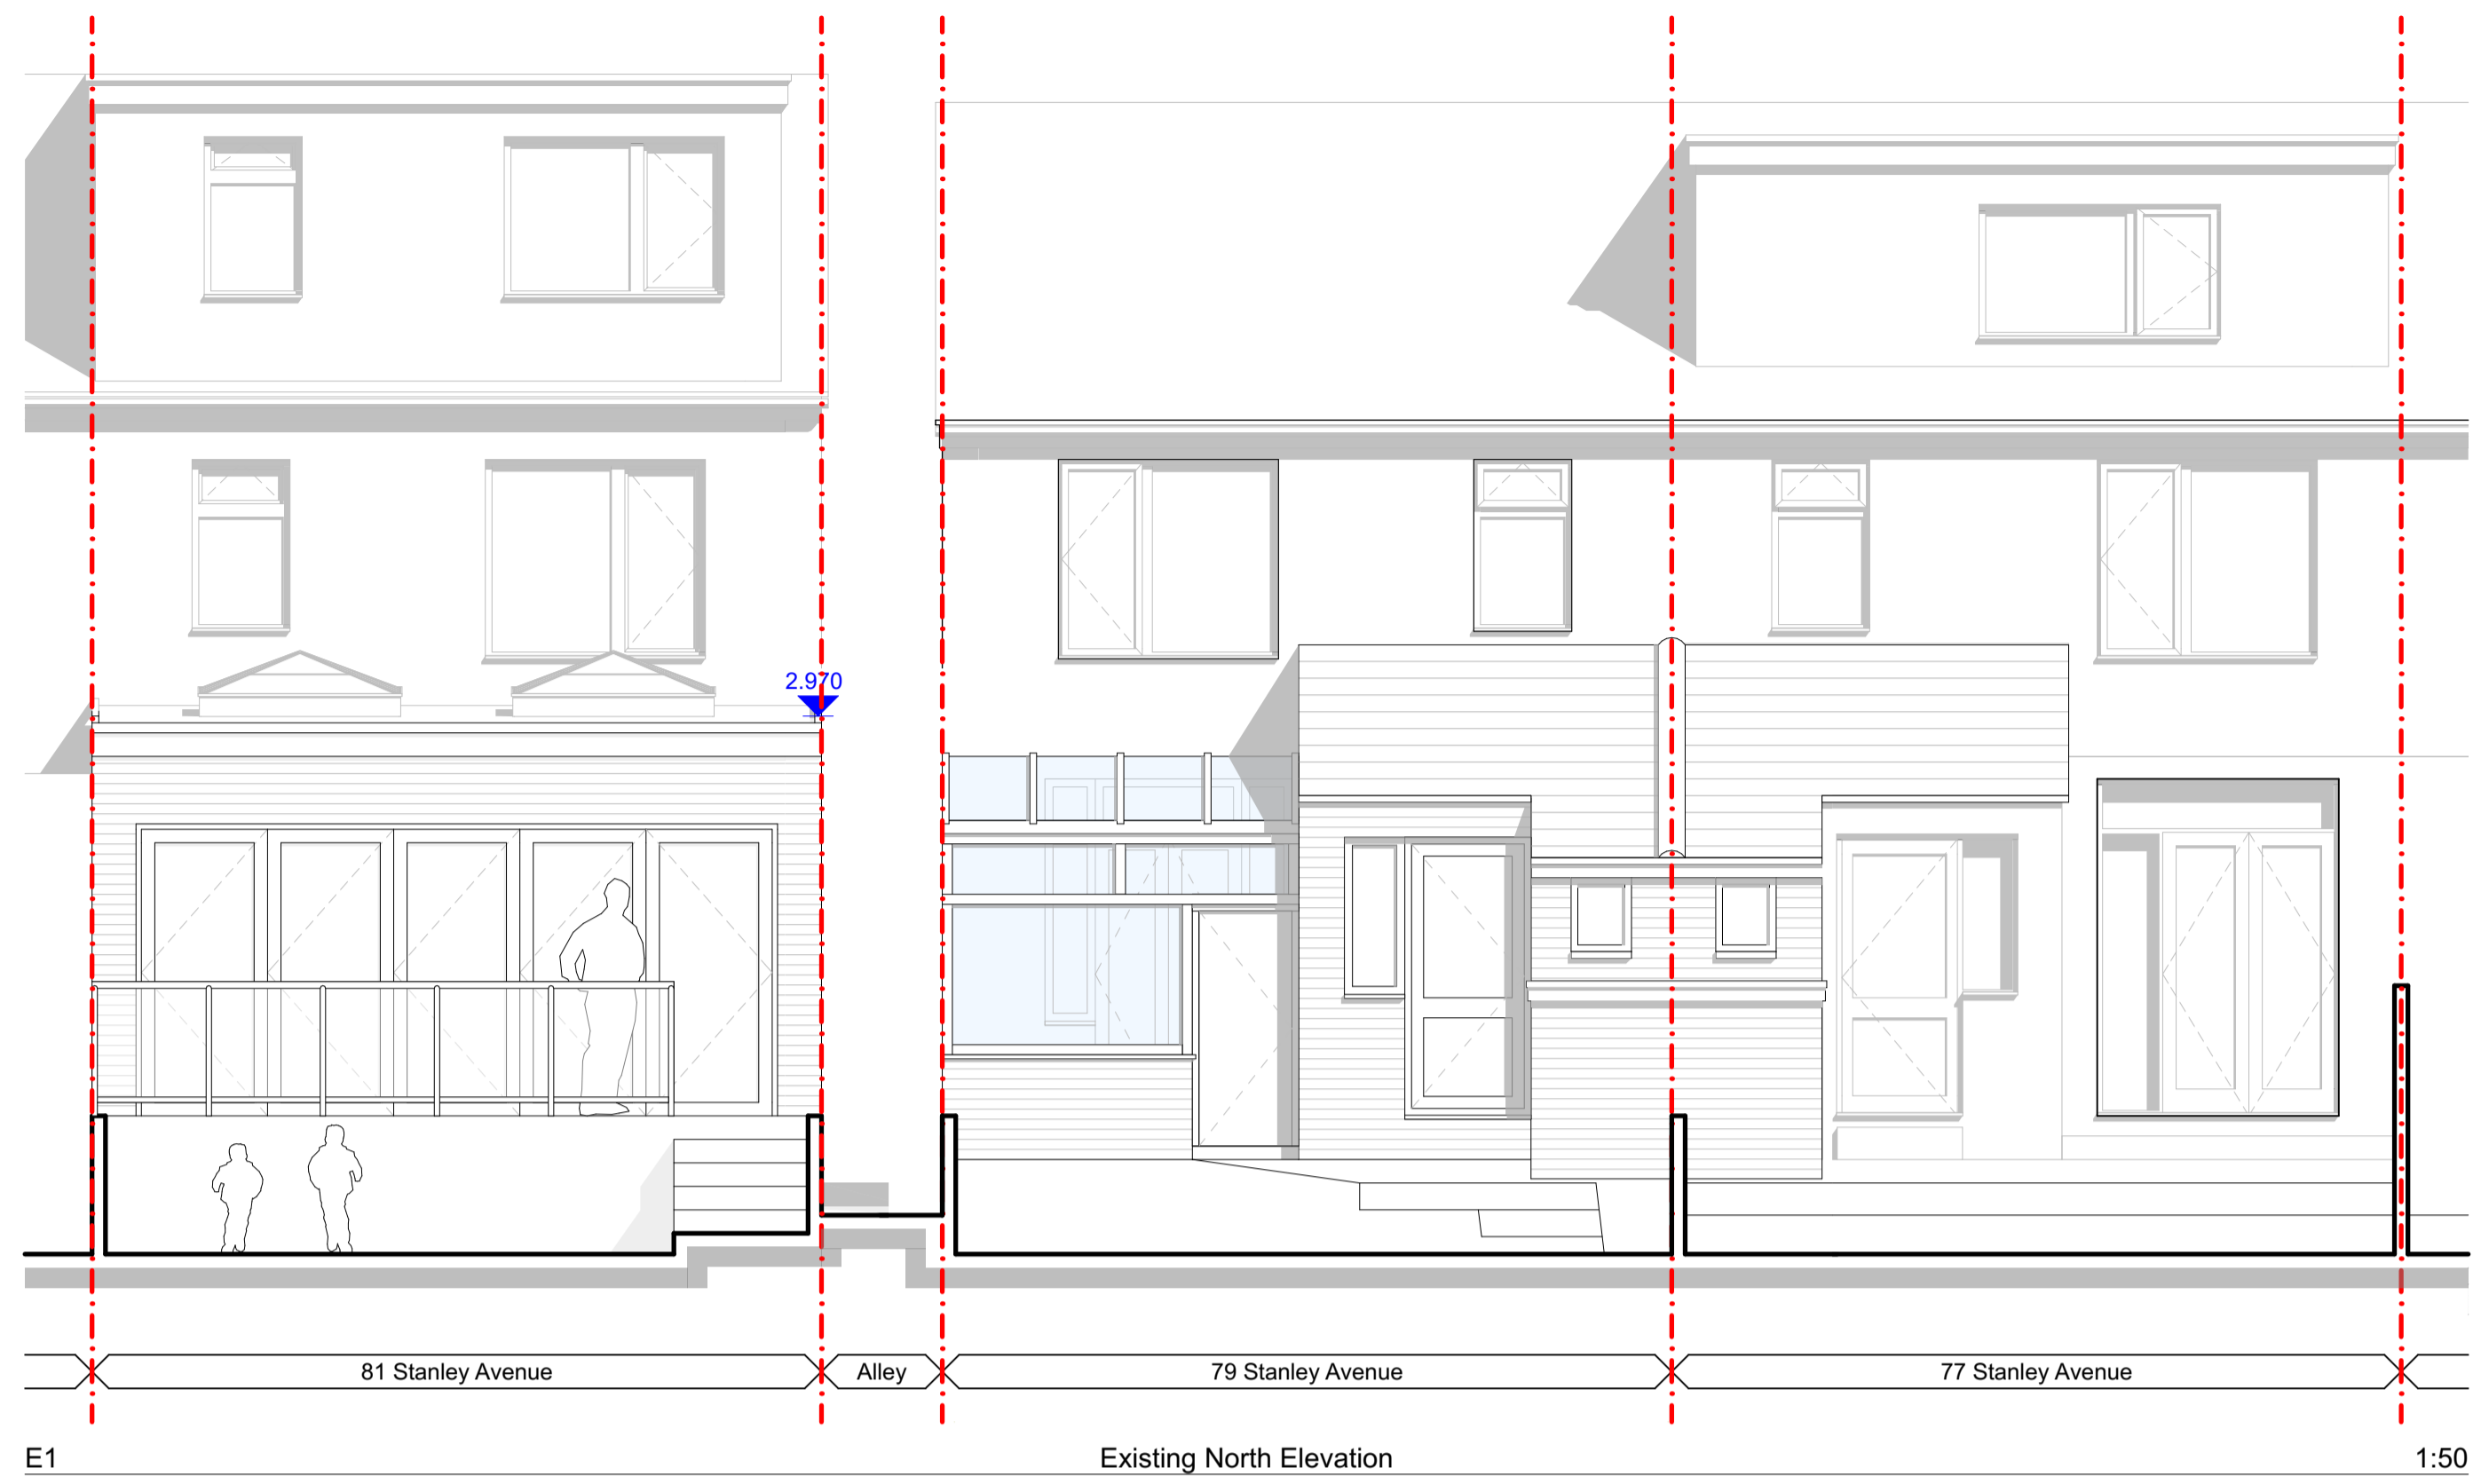 2.970
81 Stanley Avenue
Alley
79 Stanley Avenue
77 Stanley Avenue
E1
Existing North Elevation
1:50